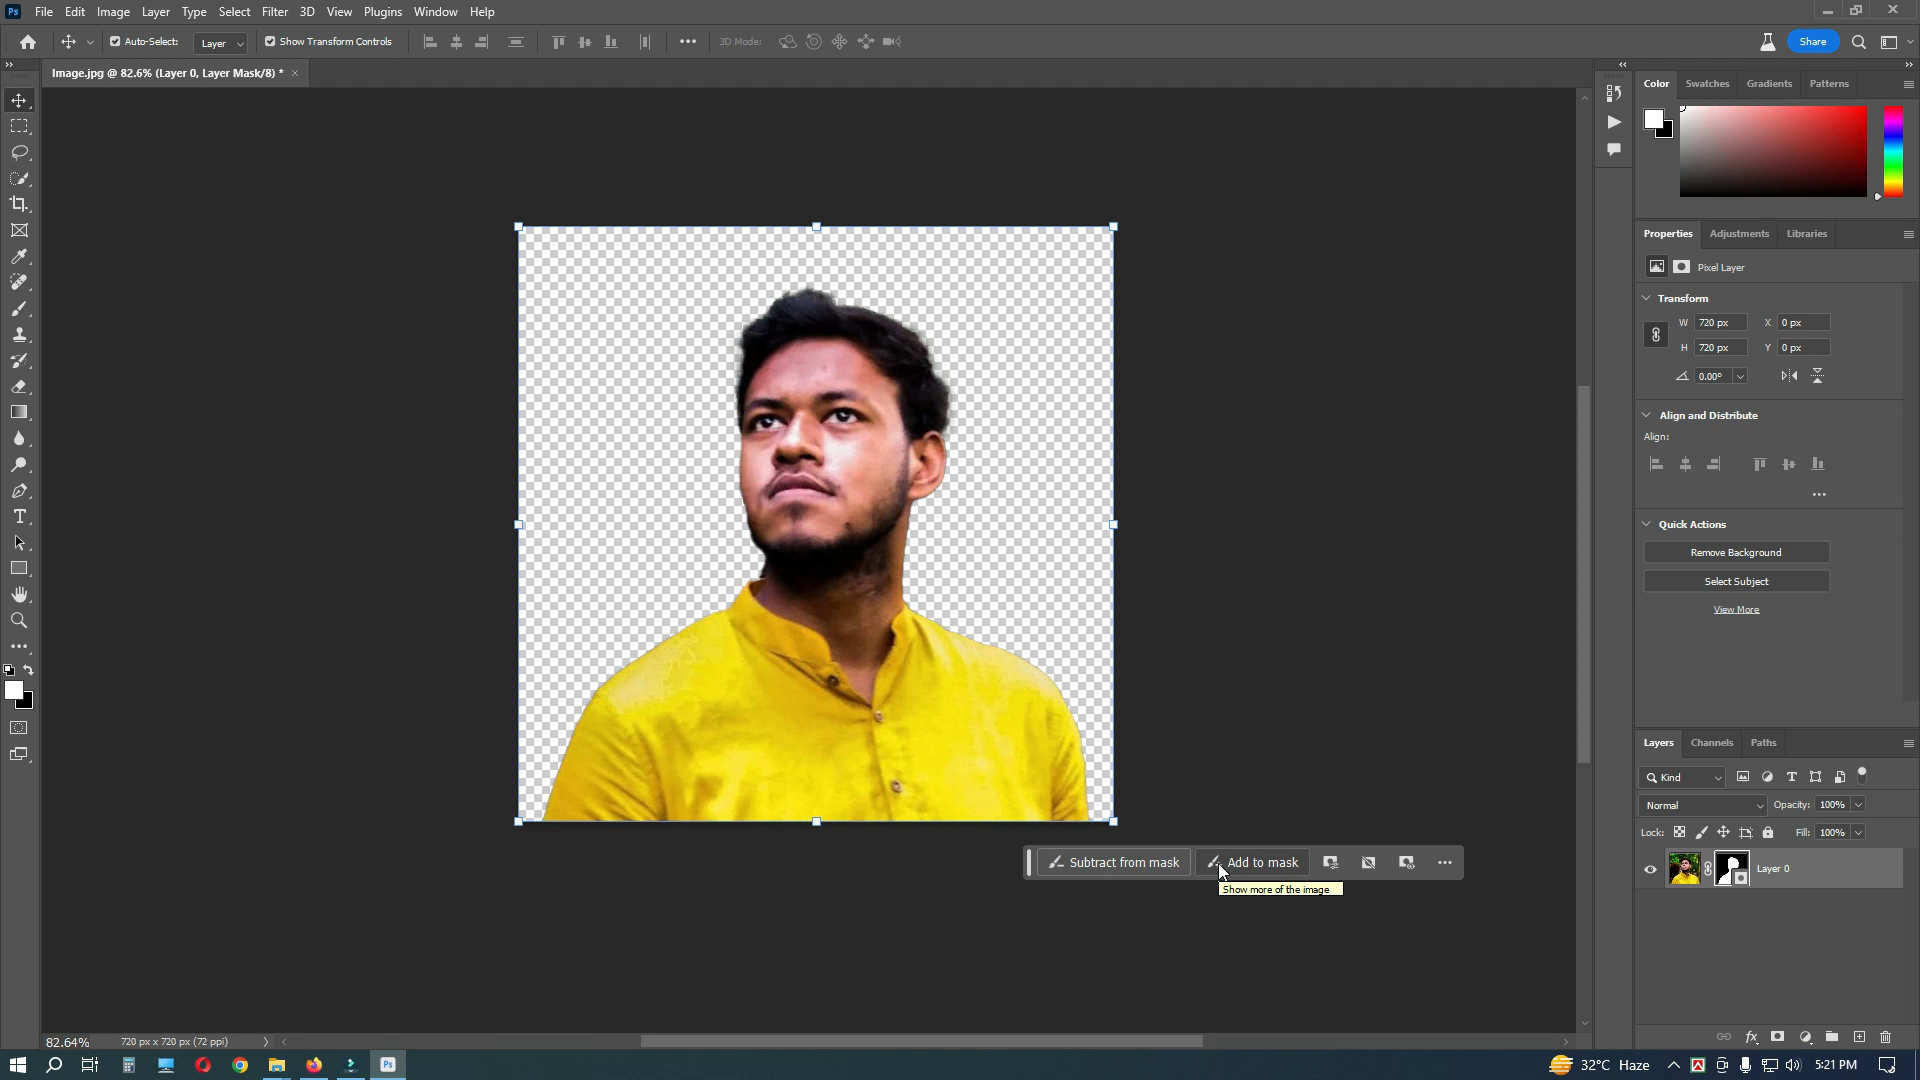 Ps File Edit Image Layer Type Select Filter 3D View Plugins Window Help
Auto-Select: Layer Show Transform Controls 3D Mode: Share
Image.jpg @ 82.6% (Layer 0, Layer Mask/8) *
Color Swatches Gradients Patterns
Properties Adjustments Libraries
Pixel Layer
Transform
W 720 px X 0 px
H 720 px Y 0 px
0.00°
Align and Distribute
Align:
Quick Actions
Remove Background
Select Subject
View More
Layers Channels Paths
Kind
Normal Opacity: 100%
Lock: Fill: 100%
Layer 0
Subtract from mask Add to mask
Show more of the image
82.64% 720 px x 720 px (72 ppi)
Ps 32°C Haze 5:21 PM